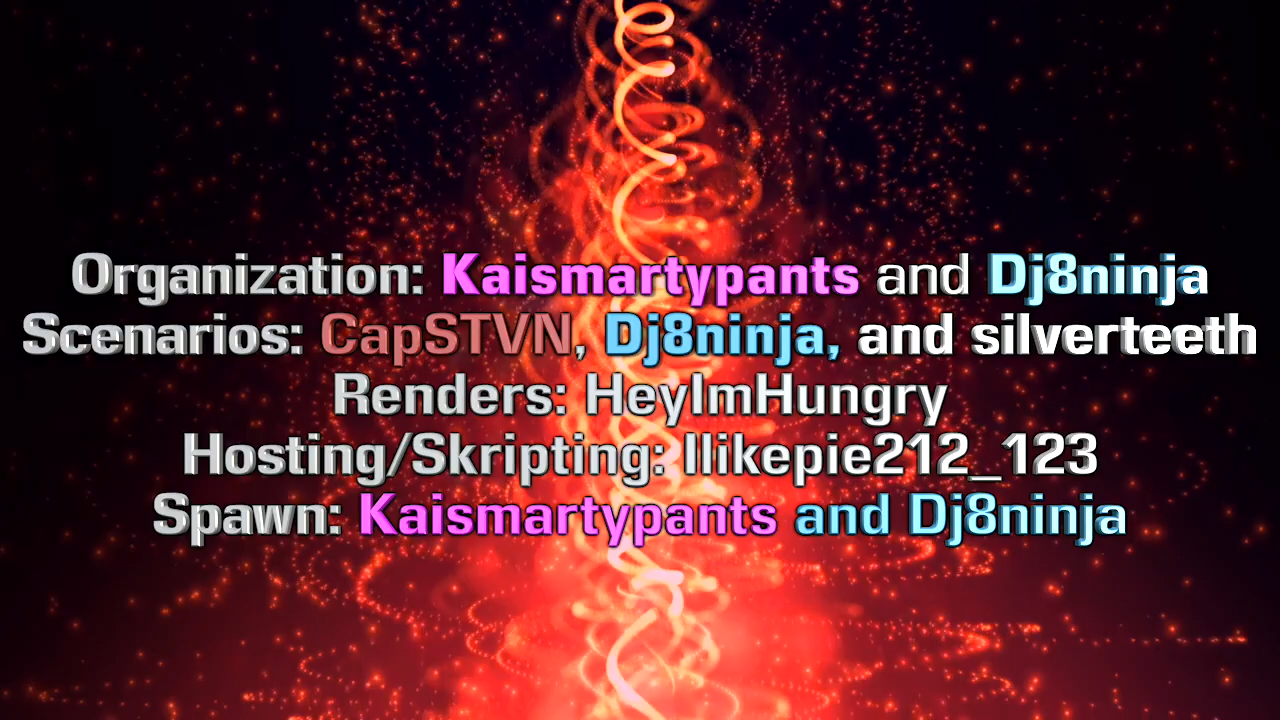 Organization: Kaismartypants and Dj8ninja
Scenarios: CapSTVN, Dj8ninja, and silverteeth
Renders: HeyImHungry
Hosting/Skripting: Ilikepie212_123
Spawn: Kaismartypants and Dj8ninja